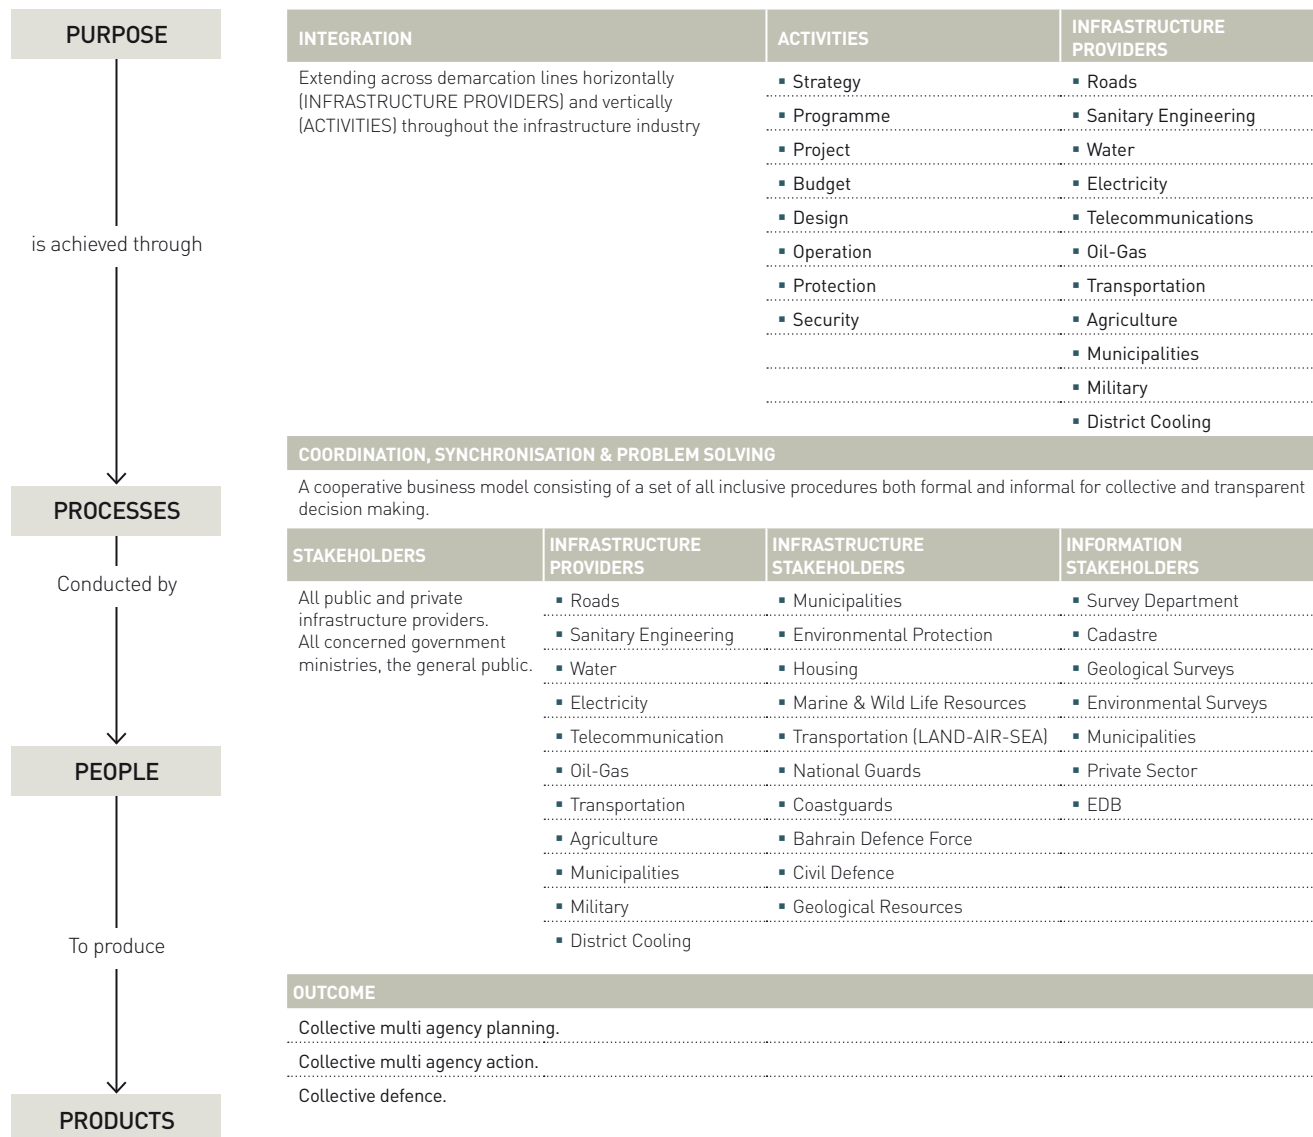 PURPOSE
is achieved through
PROCESSES
Conducted by
PEOPLE
To produce
PRODUCTS
INTEGRATION
Extending across demarcation lines horizontally
(INFRASTRUCTURE PROVIDERS) and vertically
(ACTIVITIES) throughout the infrastructure industry
ACTIVITIES
▪ Strategy
▪ Programme
▪ Project
▪ Budget
▪ Design
▪ Operation
▪ Protection
▪ Security
INFRASTRUCTURE
PROVIDERS
▪ Roads
▪ Sanitary Engineering
▪ Water
▪ Electricity
▪ Telecommunications
▪ Oil-Gas
▪ Transportation
▪ Agriculture
▪ Municipalities
▪ Military
▪ District Cooling
COORDINATION, SYNCHRONISATION & PROBLEM SOLVING
A cooperative business model consisting of a set of all inclusive procedures both formal and informal for collective and transparent
decision making.
STAKEHOLDERS
All public and private
infrastructure providers.
All concerned government
ministries, the general public.
INFRASTRUCTURE
PROVIDERS
▪ Roads
▪ Sanitary Engineering
▪ Water
▪ Electricity
▪ Telecommunication
▪ Oil-Gas
▪ Transportation
▪ Agriculture
▪ Municipalities
▪ Military
▪ District Cooling
INFRASTRUCTURE
STAKEHOLDERS
▪ Municipalities
▪ Environmental Protection
▪ Housing
▪ Marine & Wild Life Resources
▪ Transportation (LAND-AIR-SEA)
▪ National Guards
▪ Coastguards
▪ Bahrain Defence Force
▪ Civil Defence
▪ Geological Resources
INFORMATION
STAKEHOLDERS
▪ Survey Department
▪ Cadastre
▪ Geological Surveys
▪ Environmental Surveys
▪ Municipalities
▪ Private Sector
▪ EDB
OUTCOME
Collective multi agency planning.
Collective multi agency action.
Collective defence.